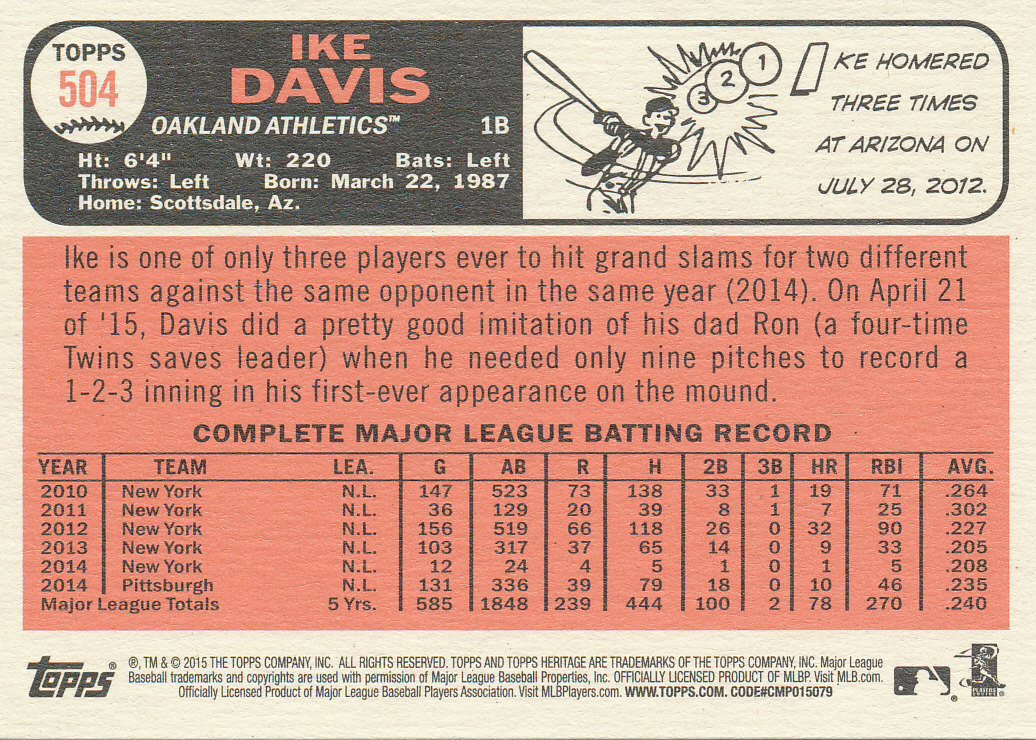 TOPPS
504
IKE
DAVIS
OAKLAND ATHLETICS™ 1B
Ht: 6'4" Wt: 220 Bats: Left
Throws: Left Born: March 22, 1987
Home: Scottsdale, Az.
1
2
3
IKE HOMERED
THREE TIMES
AT ARIZONA ON
JULY 28, 2012.
Ike is one of only three players ever to hit grand slams for two different
teams against the same opponent in the same year (2014). On April 21
of '15, Davis did a pretty good imitation of his dad Ron (a four-time
Twins saves leader) when he needed only nine pitches to record a
1-2-3 inning in his first-ever appearance on the mound.
COMPLETE MAJOR LEAGUE BATTING RECORD
YEAR TEAM LEA. G AB R H 2B 3B HR RBI AVG.
2010 New York N.L. 147 523 73 138 33 1 19 71 .264
2011 New York N.L. 36 129 20 39 8 1 7 25 .302
2012 New York N.L. 156 519 66 118 26 0 32 90 .227
2013 New York N.L. 103 317 37 65 14 0 9 33 .205
2014 New York N.L. 12 24 4 5 1 0 1 5 .208
2014 Pittsburgh N.L. 131 336 39 79 18 0 10 46 .235
Major League Totals 5 Yrs. 585 1848 239 444 100 2 78 270 .240
Topps®
®, TM & © 2015 THE TOPPS COMPANY, INC. ALL RIGHTS RESERVED. TOPPS AND TOPPS HERITAGE ARE TRADEMARKS OF THE TOPPS COMPANY, INC. Major League
Baseball trademarks and copyrights are used with permission of Major League Baseball Properties, Inc. OFFICIALLY LICENSED PRODUCT OF MLBP. Visit MLB.com.
Officially Licensed Product of Major League Baseball Players Association. Visit MLBPlayers.com. WWW.TOPPS.COM. CODE#CMP015079
PLAYERS